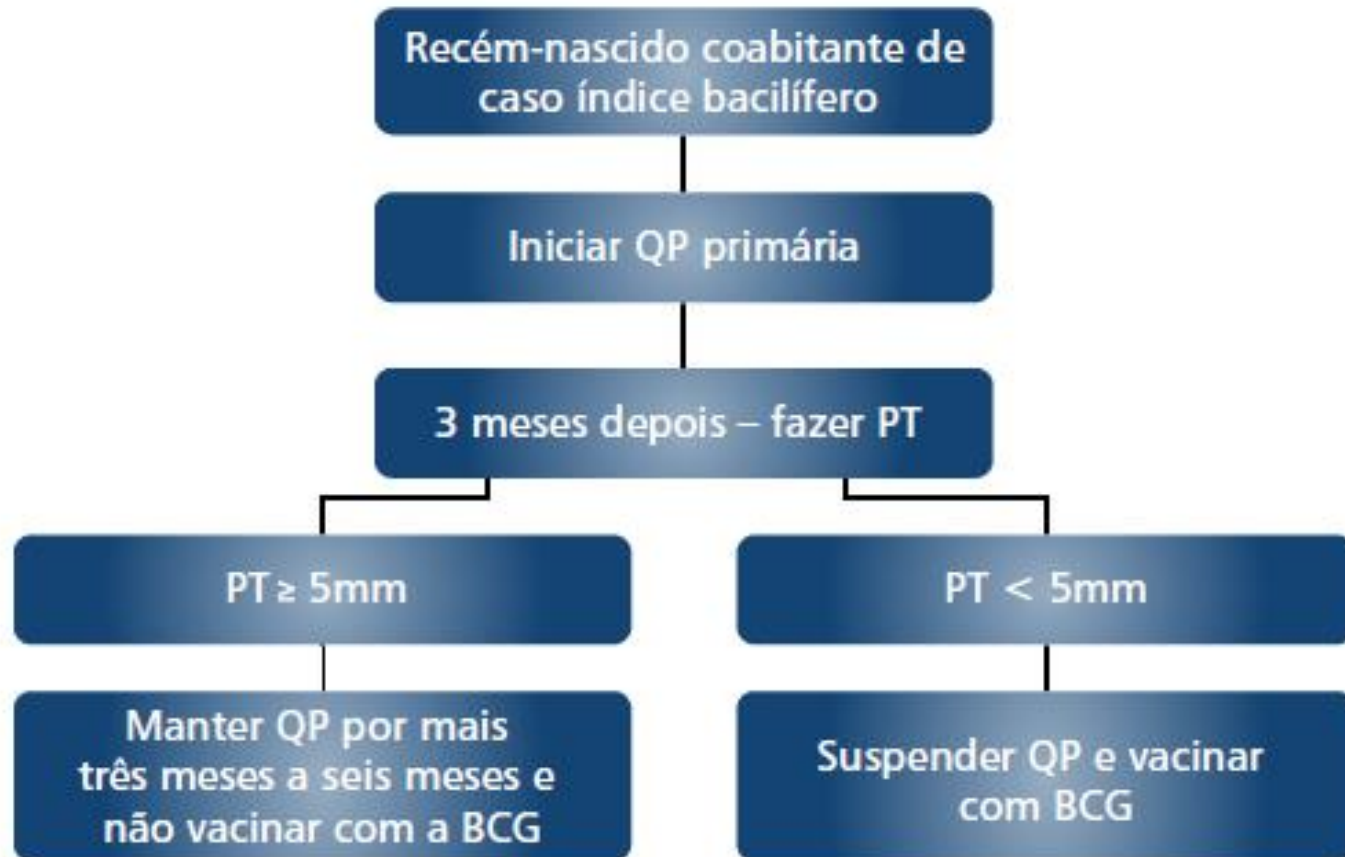 Recém-nascido coabitante de
caso índice bacilífero
Iniciar QP primária
3 meses depois – fazer PT
PT ≥ 5mm
PT < 5mm
Manter QP por mais
três meses a seis meses e
não vacinar com a BCG
Suspender QP e vacinar
com BCG